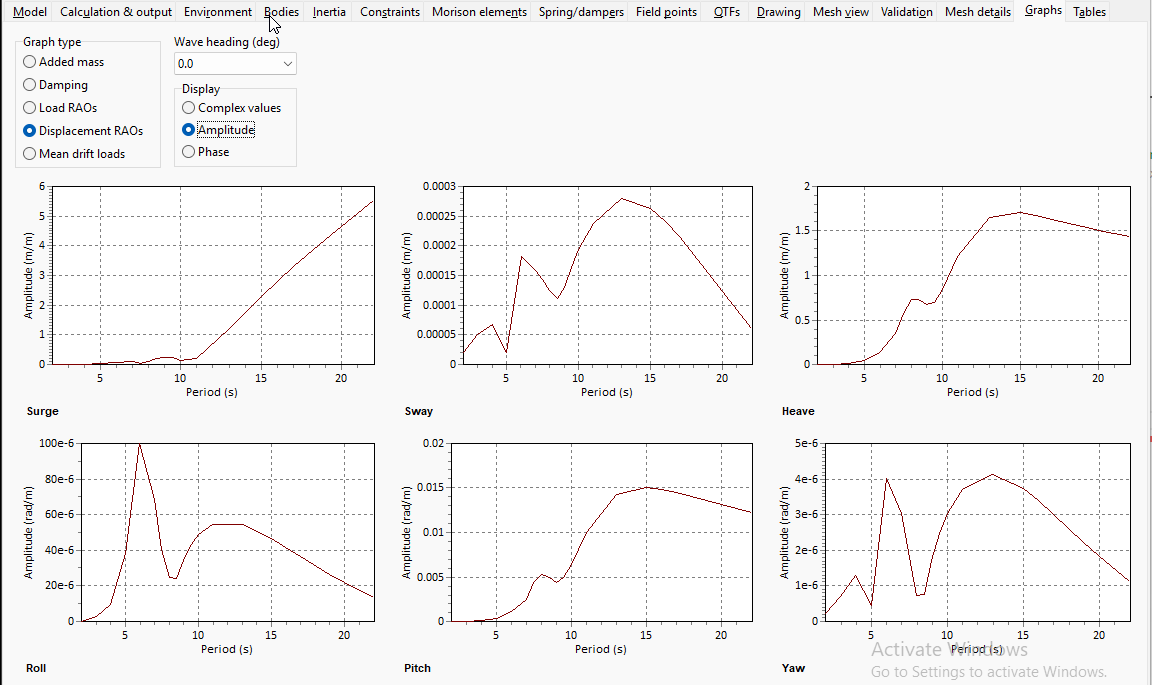 Model Calculation & output Environment Bodies Inertia Constraints Morison elements Spring/dampers Field points QTFs Drawing Mesh view Validation Mesh details Graphs Tables
Graph type
Added mass
Damping
Load RAOs
Displacement RAOs
Mean drift loads
Wave heading (deg)
0.0
Display
Complex values
Amplitude
Phase
6
5
4
3
2
1
0
Amplitude (m/m)
5 10 15 20
Period (s)
Surge
0.0003
0.00025
0.0002
0.00015
0.0001
0.00005
0
Amplitude (m/m)
5 10 15 20
Period (s)
Sway
2
1.5
1
0.5
0
Amplitude (m/m)
5 10 15 20
Period (s)
Heave
100e-6
80e-6
60e-6
40e-6
20e-6
0
Amplitude (rad/m)
5 10 15 20
Period (s)
Roll
0.02
0.015
0.01
0.005
0
Amplitude (rad/m)
5 10 15 20
Period (s)
Pitch
5e-6
4e-6
3e-6
2e-6
1e-6
0
Amplitude (rad/m)
5 10 15 20
Period (s)
Yaw
Activate Windows
Go to Settings to activate Windows.